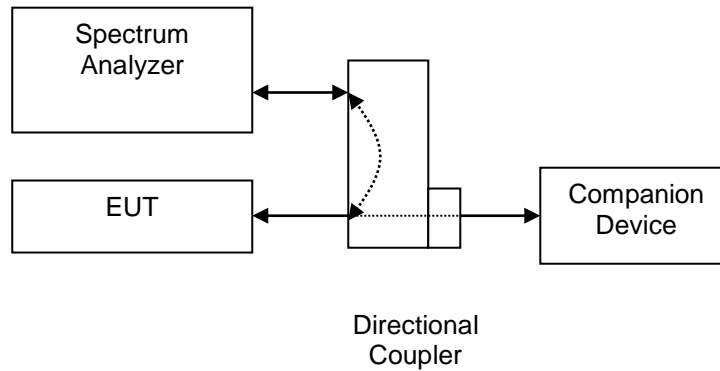 Spectrum
Analyzer
EUT
Companion
Device
Directional
Coupler